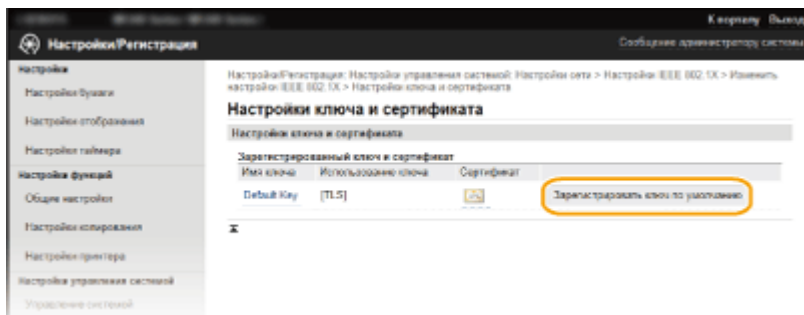 К порталу Выход
Настройки/Регистрация
Сообщение администратору системы
Настройка
Настройки бумаги
Настройки отображения
Настройки таймера
Настройка функций
Общие настройки
Настройки копирования
Настройки принтера
Настройки управления системой
Управление системой
Настройки/Регистрация: Настройки управления системой: Настройки сети > Настройки IEEE 802.1X > Изменить
настройки IEEE 802.1X > Настройки ключа и сертификата
Настройки ключа и сертификата
Настройки ключа и сертификата
Зарегистрированный ключ и сертификат
Имя ключа Использование ключа Сертификат
Default Key [TLS] Зарегистрировать ключ по умолчанию